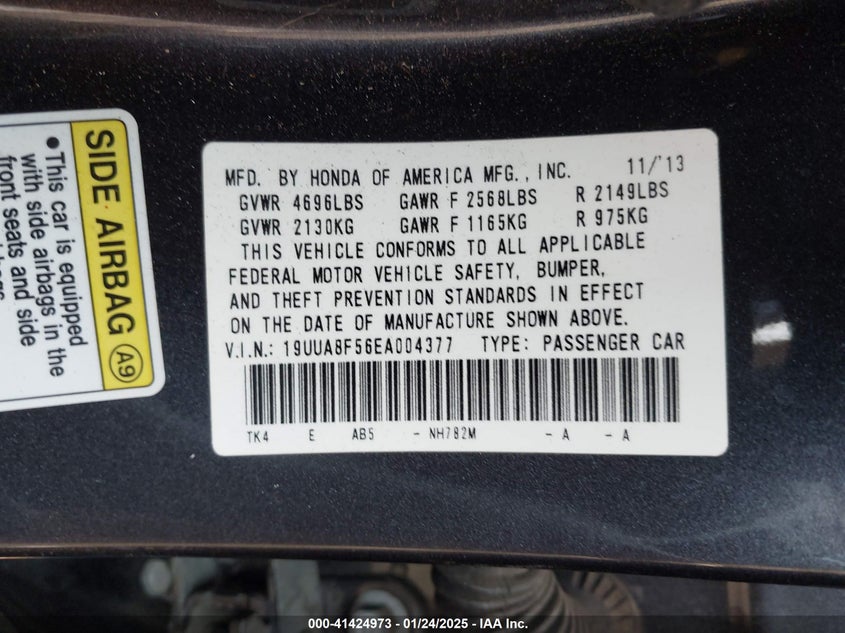 SIDE AIRBAG A9
●This car is equipped
with side airbags in the
front seats and side
MFD. BY HONDA OF AMERICA MFG., INC. 11/'13
GVWR 4696LBS GAWR F 2568LBS R 2149LBS
GVWR 2130KG GAWR F 1165KG R 975KG
THIS VEHICLE CONFORMS TO ALL APPLICABLE
FEDERAL MOTOR VEHICLE SAFETY, BUMPER,
AND THEFT PREVENTION STANDARDS IN EFFECT
ON THE DATE OF MANUFACTURE SHOWN ABOVE.
V.I.N.: 19UUA8F56EA004377 TYPE: PASSENGER CAR
TK4 E AB5 - NH782M - A - A
000-41424973 - 01/24/2025 - IAA Inc.